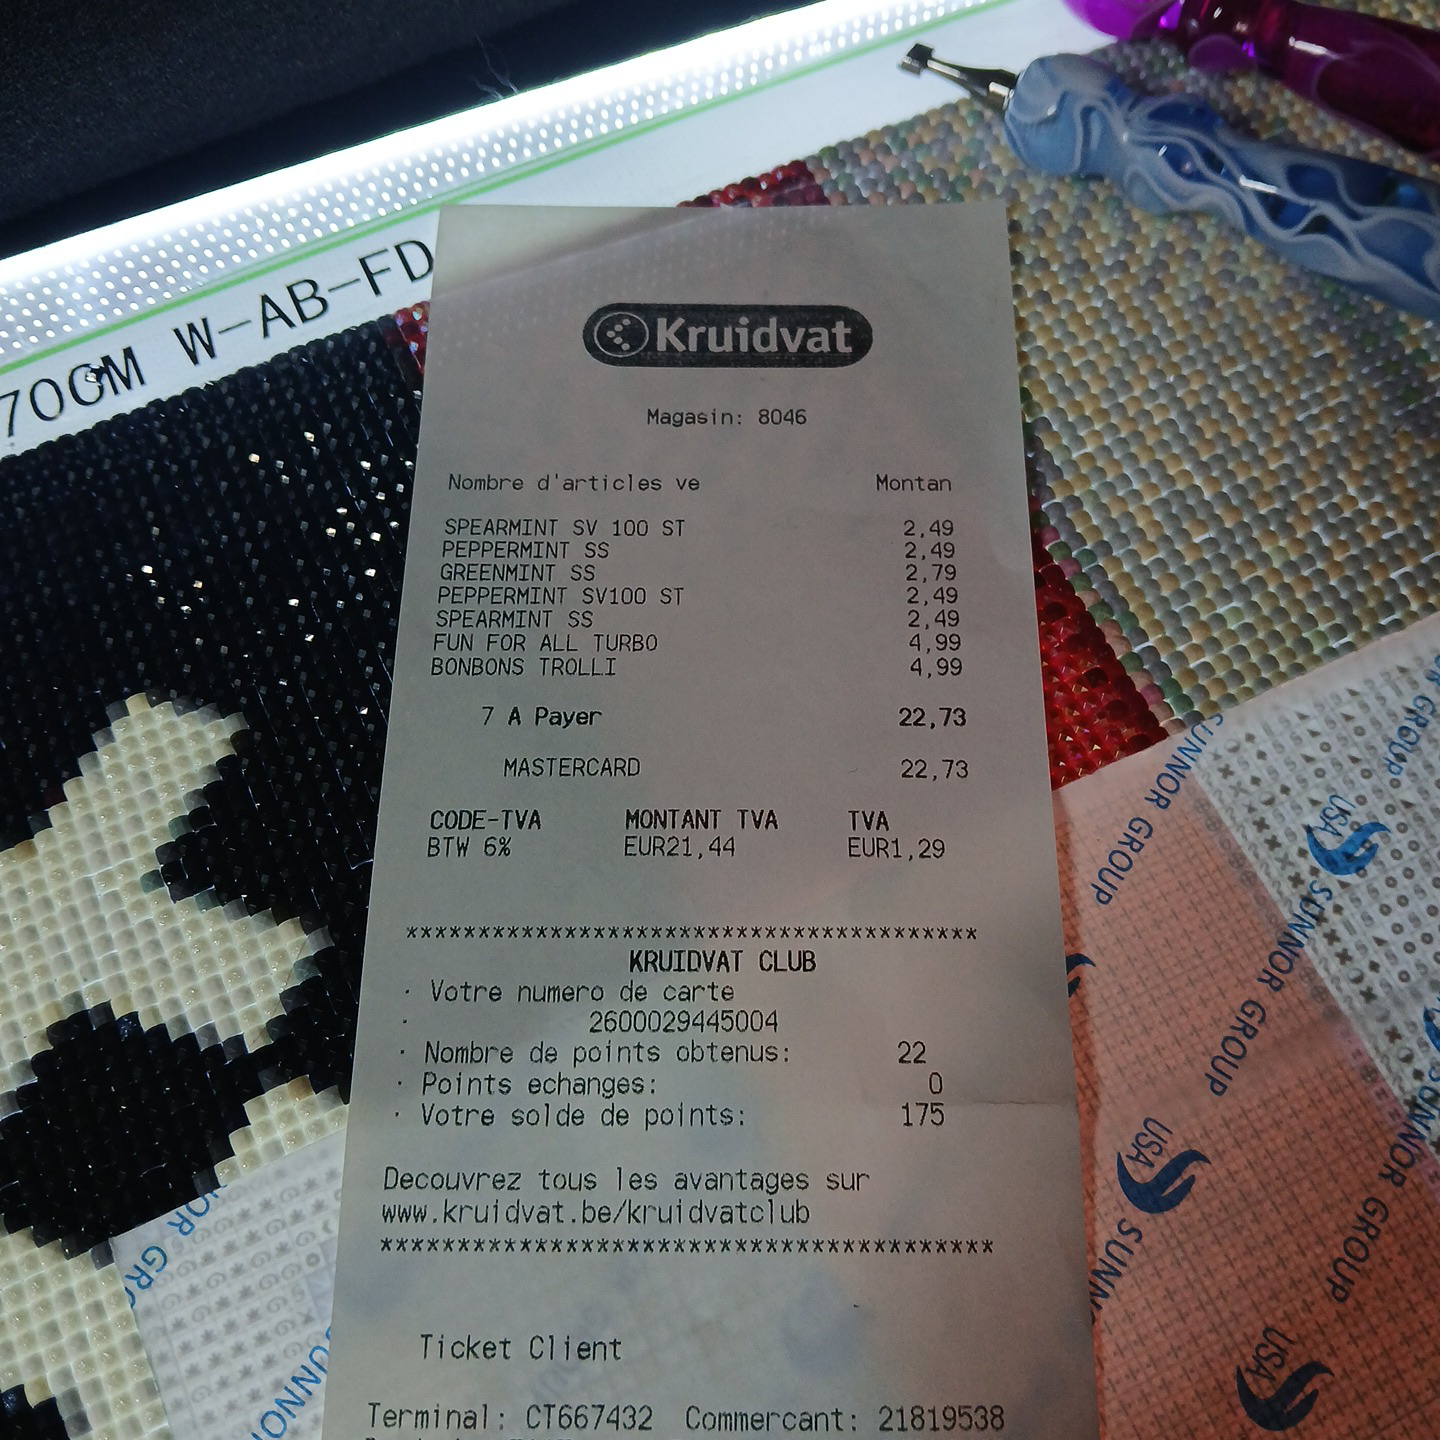 70CM W-AB-FD
Kruidvat
Magasin: 8046
Nombre d'articles ve Montan
SPEARMINT SV 100 ST 2,49
PEPPERMINT SS 2,49
GREENMINT SS 2,79
PEPPERMINT SV100 ST 2,49
SPEARMINT SS 2,49
FUN FOR ALL TURBO 4,99
BONBONS TROLLI 4,99
7 A Payer 22,73
MASTERCARD 22,73
CODE-TVA MONTANT TVA TVA
BTW 6% EUR21,44 EUR1,29
****************************************
KRUIDVAT CLUB
· Votre numero de carte
· 2600029445004
· Nombre de points obtenus: 22
· Points echanges: 0
· Votre solde de points: 175
Decouvrez tous les avantages sur
www.kruidvat.be/kruidvatclub
****************************************
Ticket Client
Terminal: CT667432 Commercant: 21819538
SUNNOR GROUP
USA
SUNNOR GROUP
USA
SUNNOR GROUP
USA